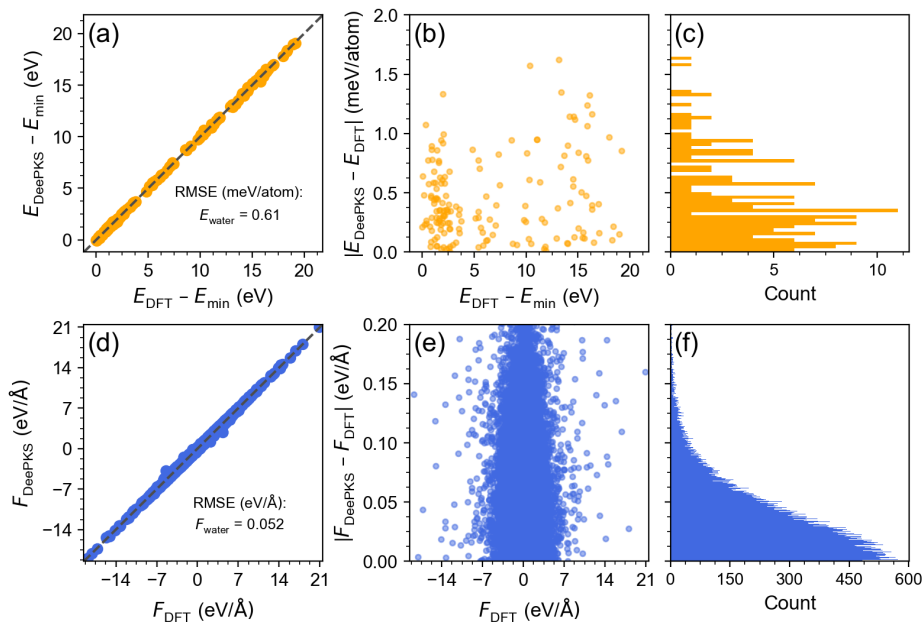 (a)
E_DeePKS − E_min (eV)
20
15
10
5
0
RMSE (meV/atom):
E_water = 0.61
0 5 10 15 20
E_DFT − E_min (eV)
(b)
|E_DeePKS − E_DFT| (meV/atom)
2.0
1.5
1.0
0.5
0.0
0 5 10 15 20
E_DFT − E_min (eV)
(c)
0 5 10
Count
(d)
F_DeePKS (eV/Å)
21
14
7
0
−7
−14
RMSE (eV/Å):
F_water = 0.052
−14 −7 0 7 14 21
F_DFT (eV/Å)
(e)
|F_DeePKS − F_DFT| (eV/Å)
0.20
0.15
0.10
0.05
0.00
−14 −7 0 7 14 21
F_DFT (eV/Å)
(f)
0 150 300 450 600
Count